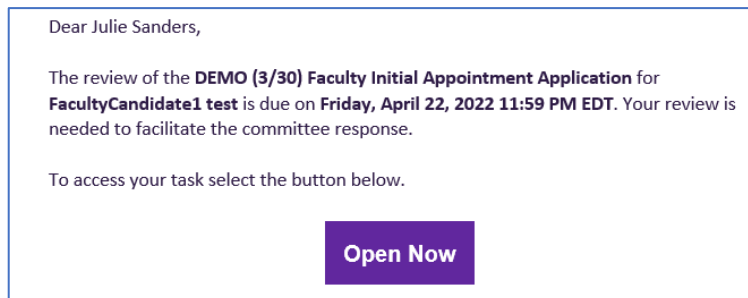 Dear Julie Sanders,
The review of the DEMO (3/30) Faculty Initial Appointment Application for
FacultyCandidate1 test is due on Friday, April 22, 2022 11:59 PM EDT. Your review is
needed to facilitate the committee response.
To access your task select the button below.
Open Now